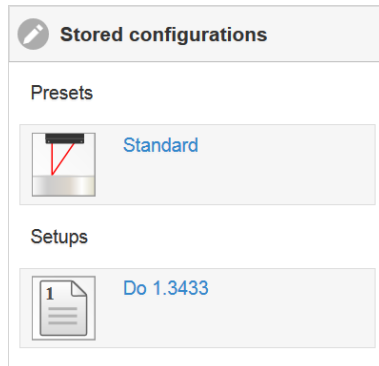 Stored configurations
Presets
Standard
Setups
1
Do 1.3433